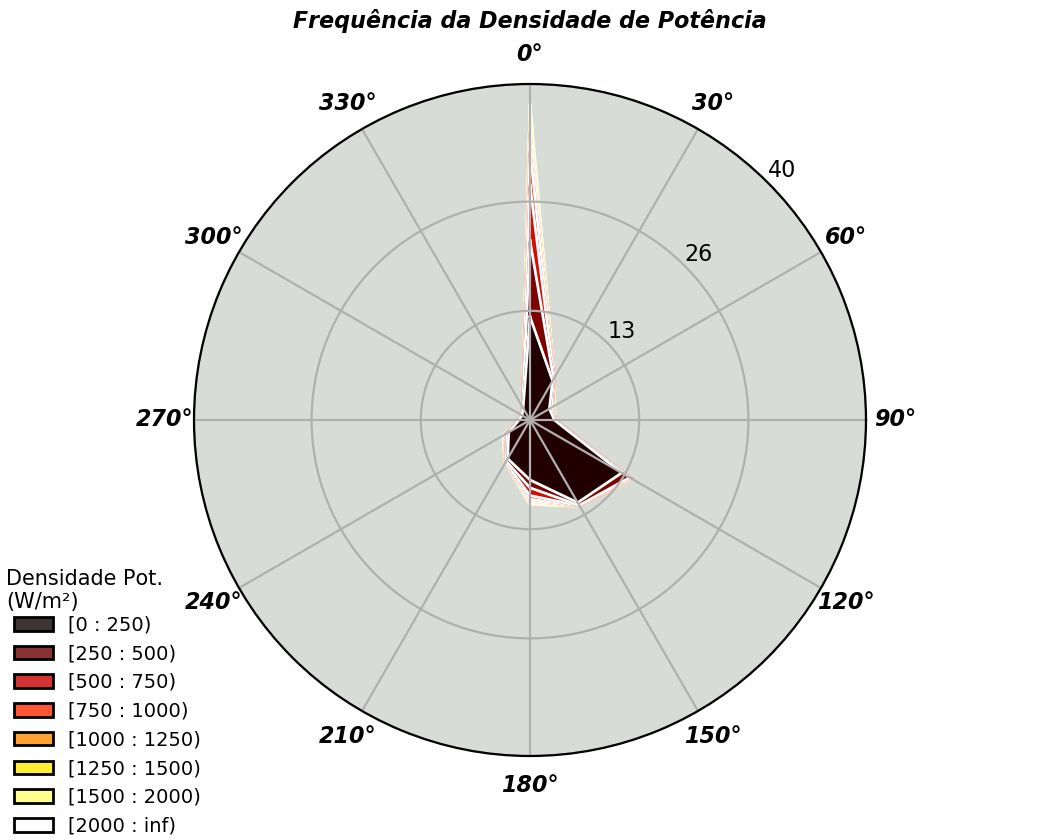 Frequência da Densidade de Potência
0°
330°
30°
40
300°
60°
26
13
270°
90°
Densidade Pot.
(W/m²)
240°
120°
[0 : 250)
[250 : 500)
[500 : 750)
[750 : 1000)
210°
150°
[1000 : 1250)
[1250 : 1500)
180°
[1500 : 2000)
[2000 : inf)